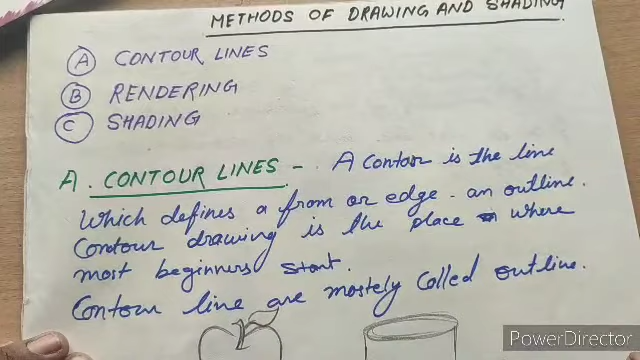 METHODS OF DRAWING AND SHADING
A CONTOUR LINES
B RENDERING
C SHADING
A. CONTOUR LINES - A Contour is the line
Which defines a from or edge - an outline.
Contour drawing is the place where
most beginners start.
Contour line are mostely Called outline.
PowerDirector